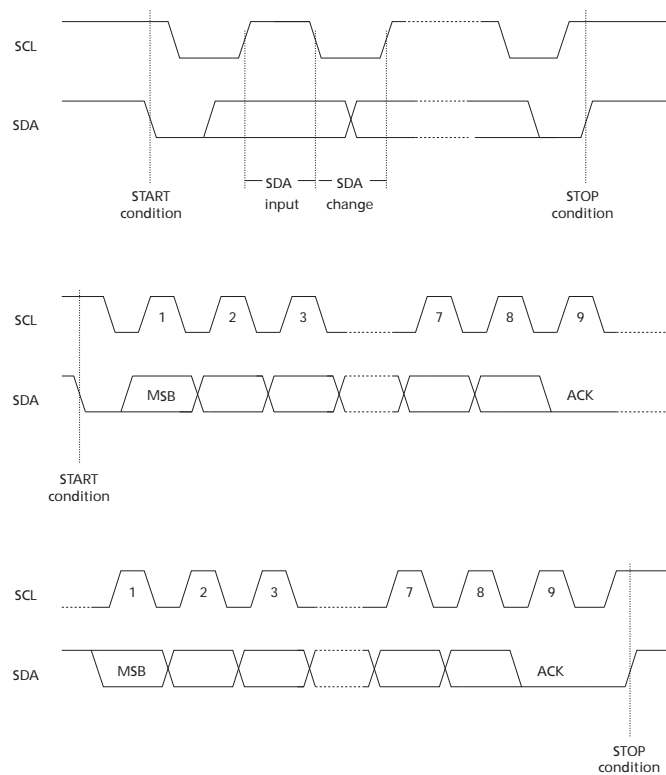 SCL
SDA
START
condition
SDA
input
SDA
change
STOP
condition
SCL
1 2 3 7 8 9
SDA
MSB ACK
START
condition
SCL
1 2 3 7 8 9
SDA
MSB ACK
STOP
condition